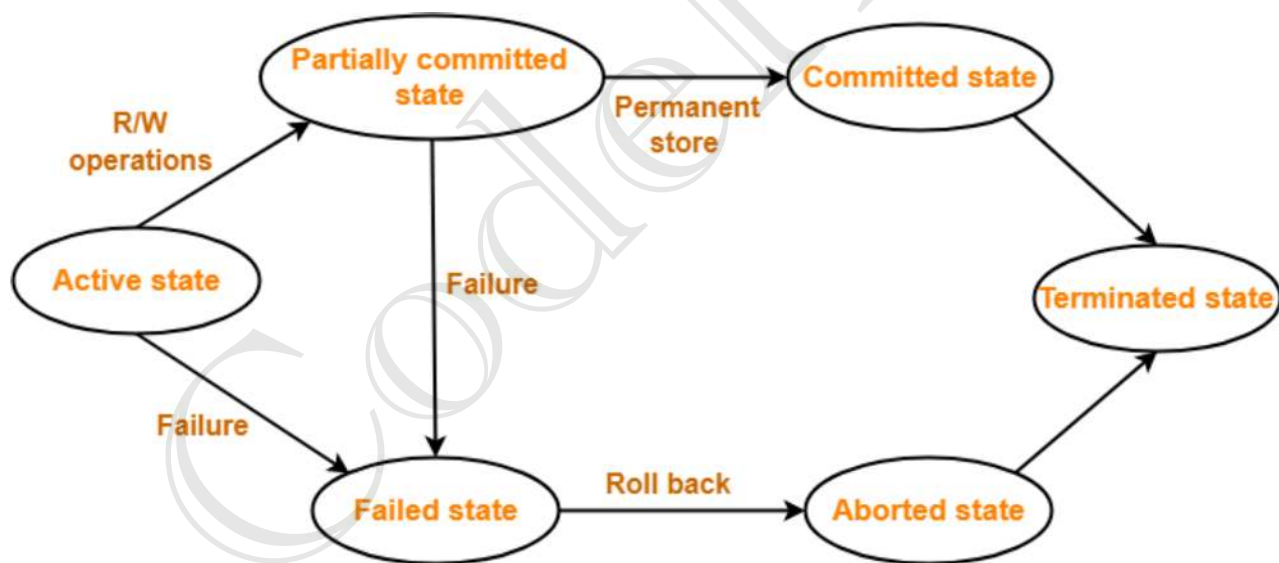 Partially committed
state
Committed state
R/W
operations
Permanent
store
Active state
Failure
Terminated state
Failure
Failed state
Roll back
Aborted state